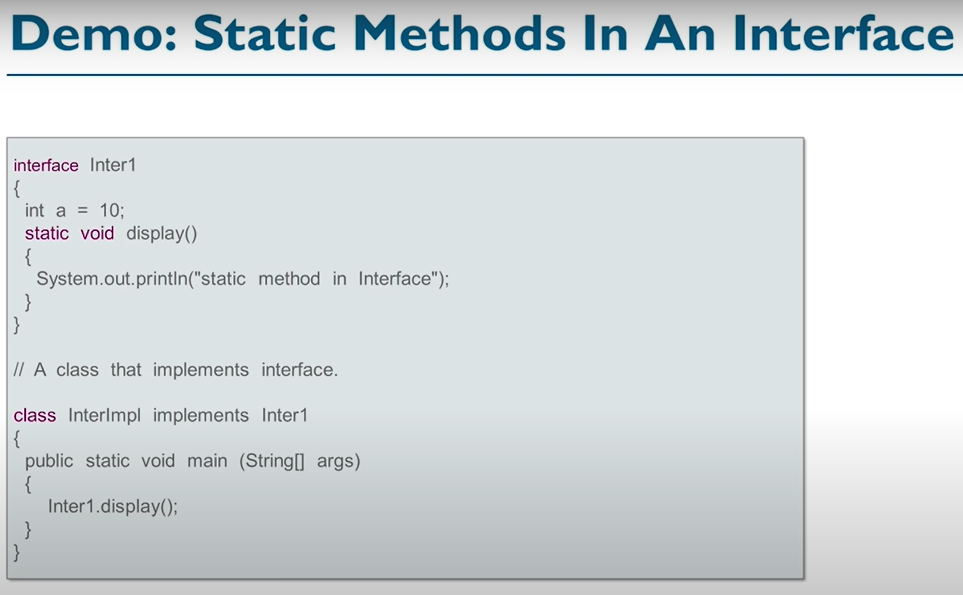 Demo: Static Methods In An Interface
interface Inter1
{
int a = 10;
static void display()
{
System.out.println("static method in Interface");
}
}
// A class that implements interface.
class InterImpl implements Inter1
{
public static void main (String[] args)
{
Inter1.display();
}
}